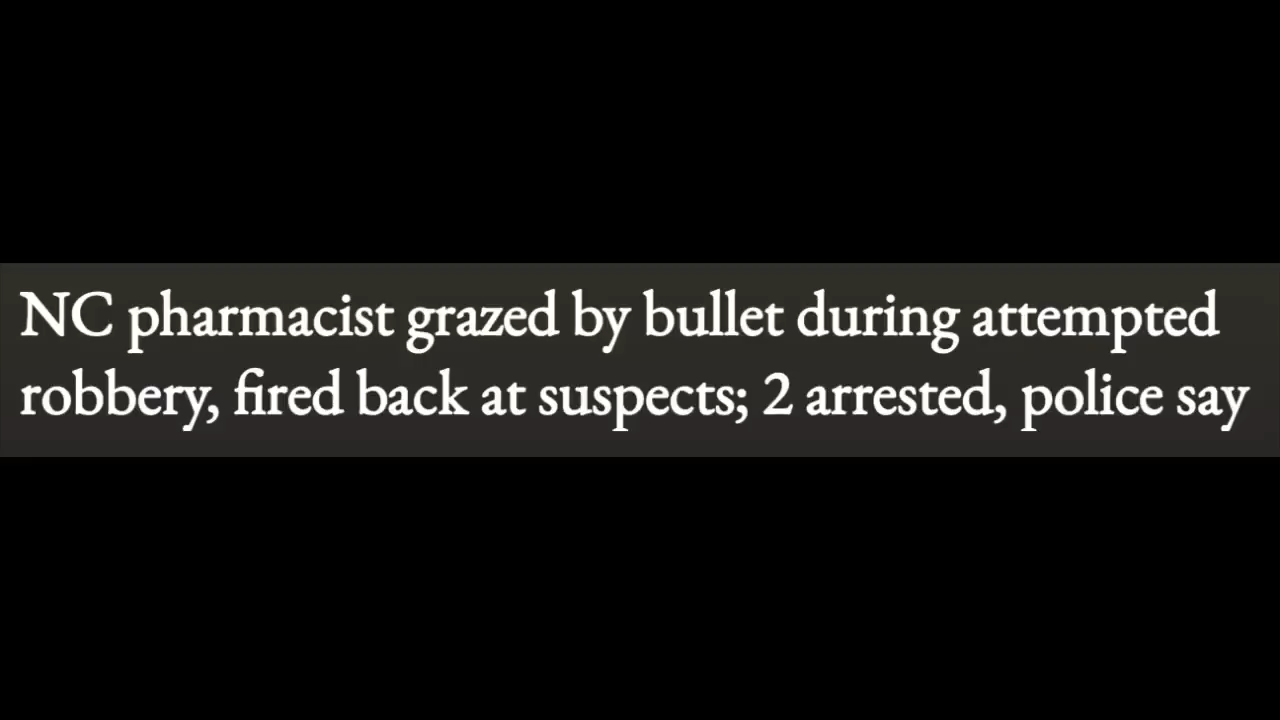 NC pharmacist grazed by bullet during attempted
robbery, fired back at suspects; 2 arrested, police say